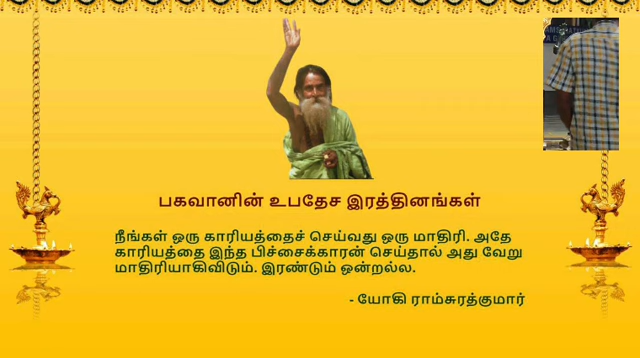 பகவானின் உபதேச இரத்தினங்கள்
நீங்கள் ஒரு காரியத்தைச் செய்வது ஒரு மாதிரி. அதே
காரியத்தை இந்த பிச்சைக்காரன் செய்தால் அது வேறு
மாதிரியாகிவிடும். இரண்டும் ஒன்றல்ல.
- யோகி ராம்சுரத்குமார்